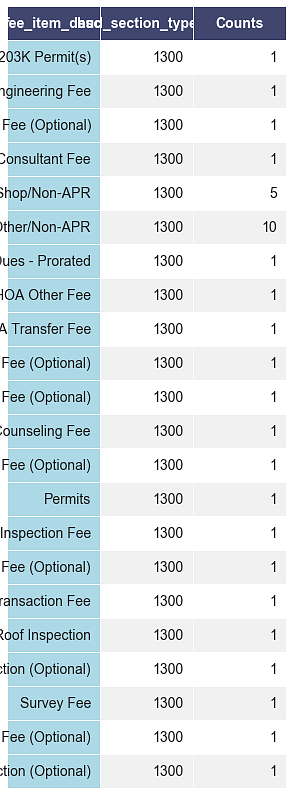 fee_item_desc hud_section_type Counts
203K Permit(s) 1300 1
ngineering Fee 1300 1
Fee (Optional) 1300 1
Consultant Fee 1300 1
Shop/Non-APR 1300 5
Other/Non-APR 1300 10
Dues - Prorated 1300 1
HOA Other Fee 1300 1
A Transfer Fee 1300 1
Fee (Optional) 1300 1
Fee (Optional) 1300 1
Counseling Fee 1300 1
Fee (Optional) 1300 1
Permits 1300 1
Inspection Fee 1300 1
Fee (Optional) 1300 1
ransaction Fee 1300 1
Roof Inspection 1300 1
ction (Optional) 1300 1
Survey Fee 1300 1
Fee (Optional) 1300 1
ction (Optional) 1300 1